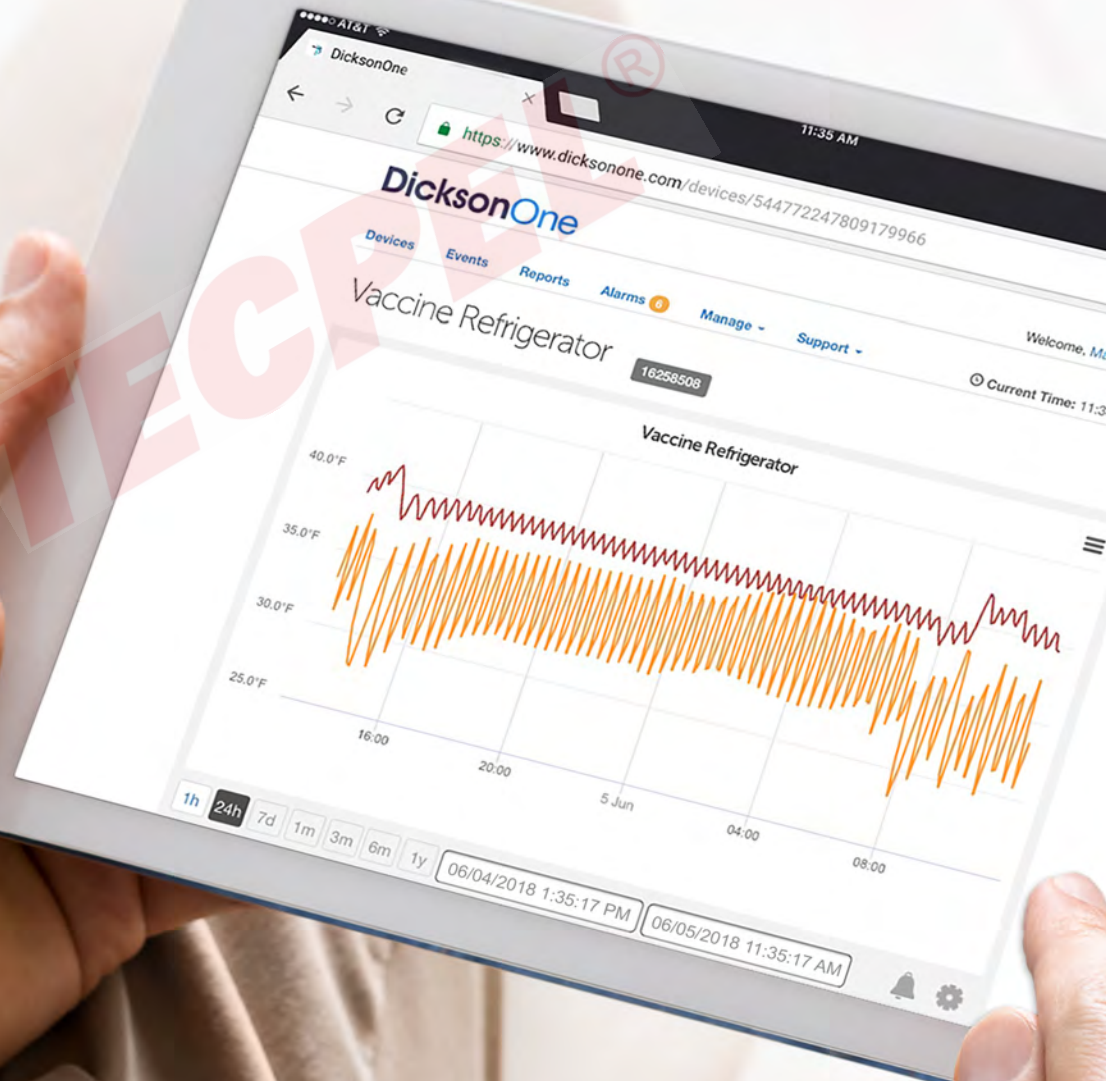 AT&T
DicksonOne
11:35 AM
https://www.dicksonone.com/devices/544772247809179966
DicksonOne
Devices Events Reports Alarms 6 Manage Support
Welcome, Ma
Vaccine Refrigerator 16258508
Current Time: 11:3
Vaccine Refrigerator
40.0°F
35.0°F
30.0°F
25.0°F
16:00 20:00 5 Jun 04:00 08:00
1h 24h 7d 1m 3m 6m 1y 06/04/2018 1:35:17 PM 06/05/2018 11:35:17 AM
TECPEL®